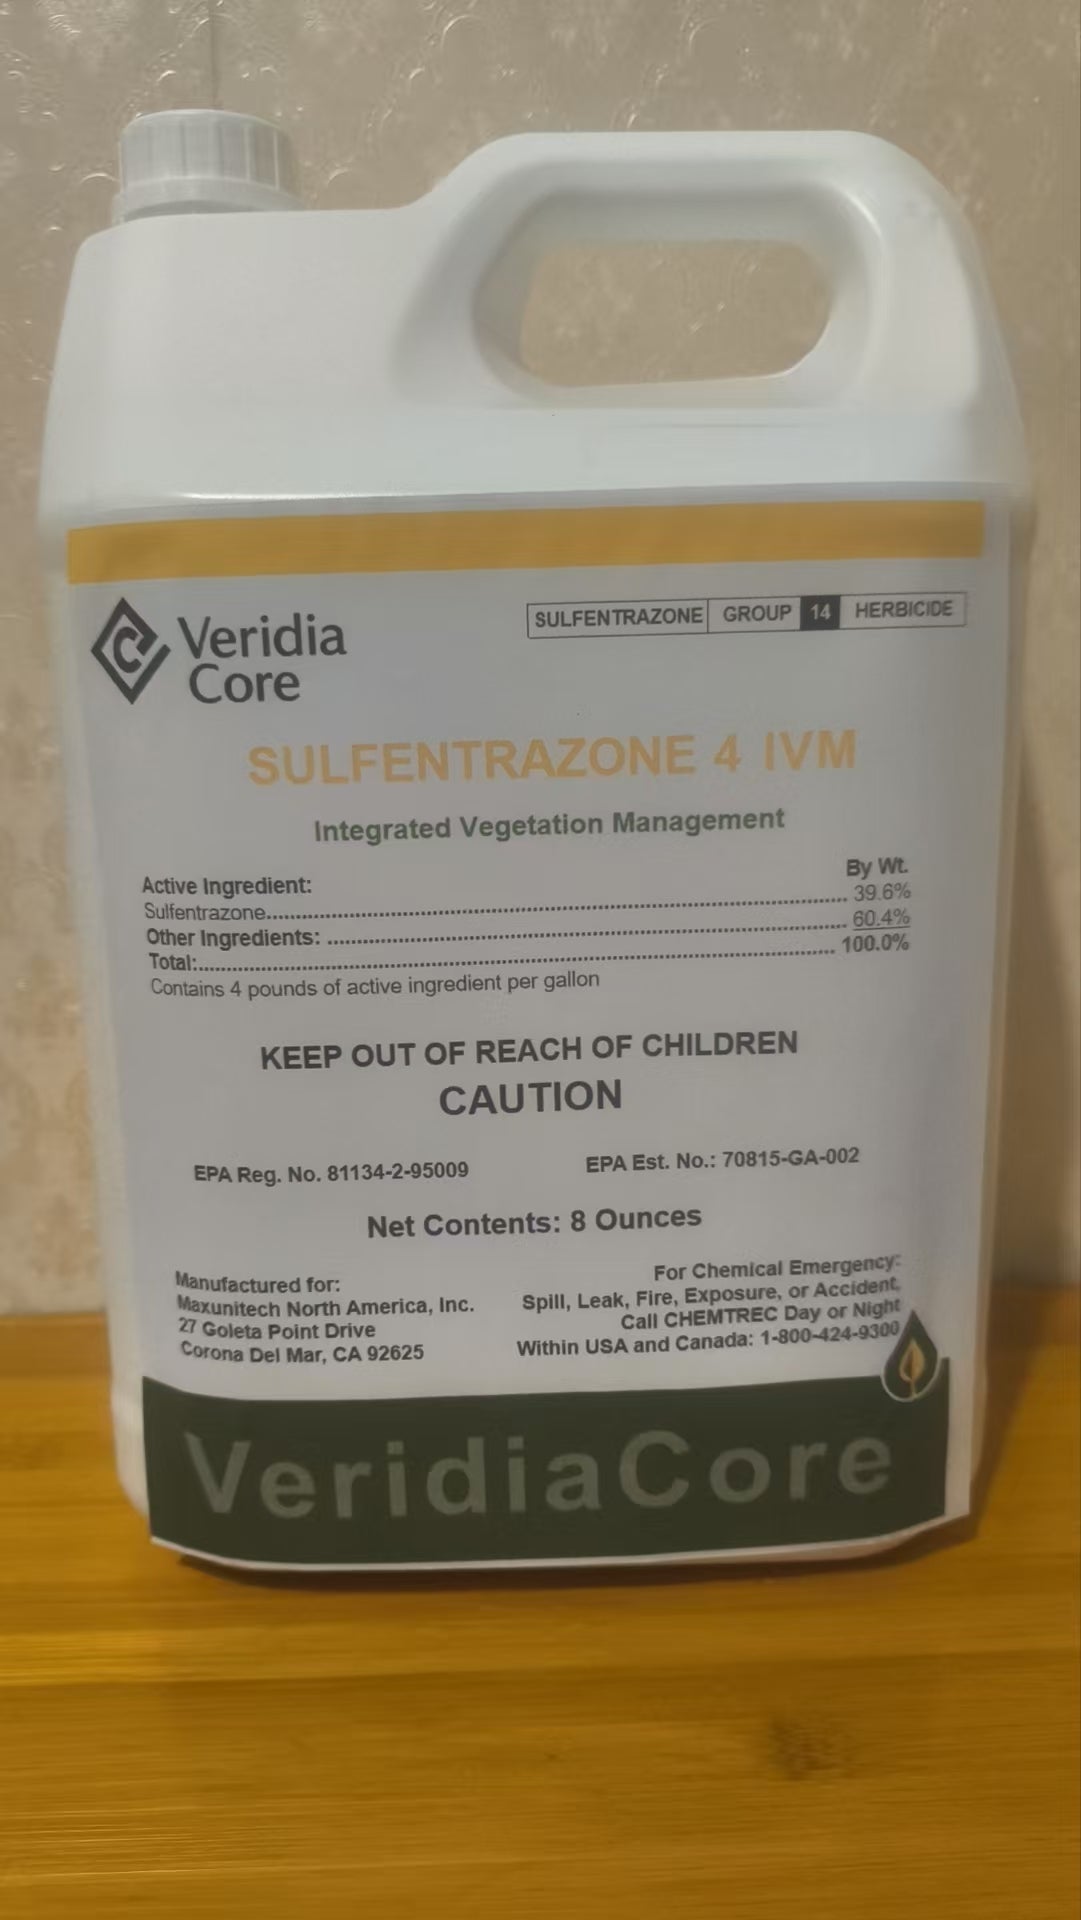 Veridia
Core
SULFENTRAZONE GROUP 14 HERBICIDE
SULFENTRAZONE 4 IVM
Integrated Vegetation Management
By Wt.
Active Ingredient:
Sulfentrazone.......... 39.6%
Other Ingredients: .......... 60.4%
Total:.......... 100.0%
Contains 4 pounds of active ingredient per gallon
KEEP OUT OF REACH OF CHILDREN
CAUTION
EPA Reg. No. 81134-2-95009
EPA Est. No.: 70815-GA-002
Net Contents: 8 Ounces
Manufactured for:
Maxunitech North America, Inc.
27 Goleta Point Drive
Corona Del Mar, CA 92625
For Chemical Emergency:
Spill, Leak, Fire, Exposure, or Accident,
Call CHEMTREC Day or Night
Within USA and Canada: 1-800-424-9300
VeridiaCore